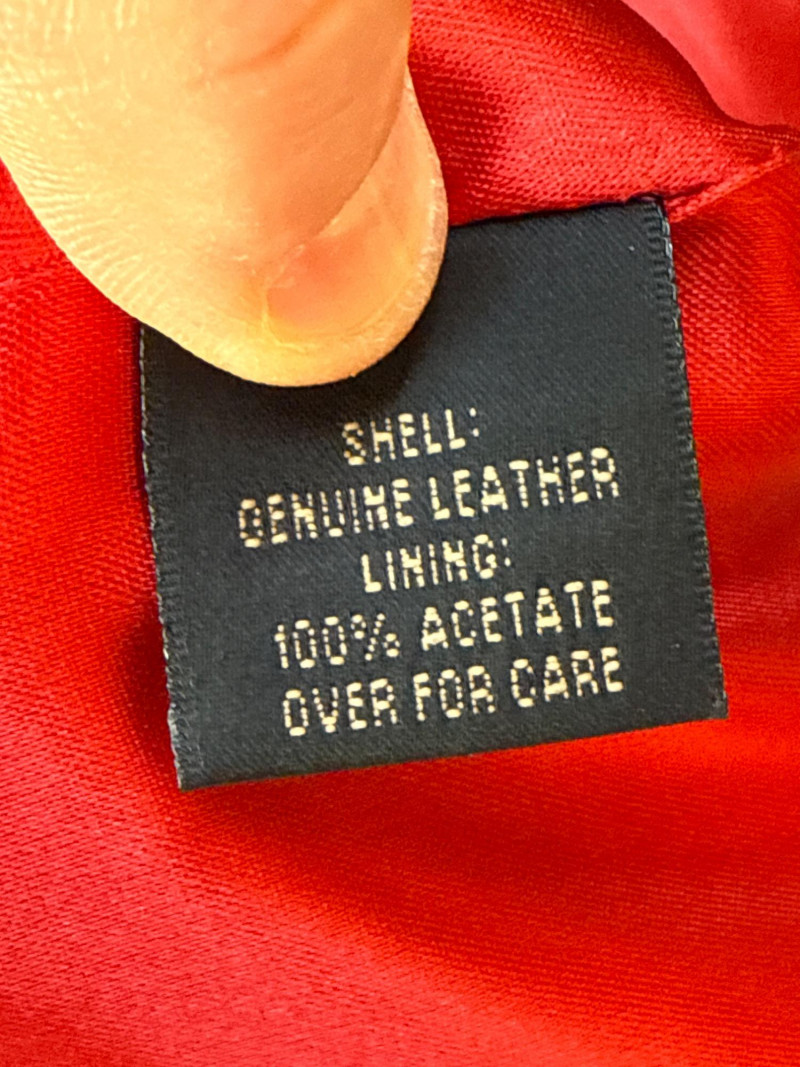 SHELL:
GENUINE LEATHER
LINING:
100% ACETATE
OVER FOR CARE